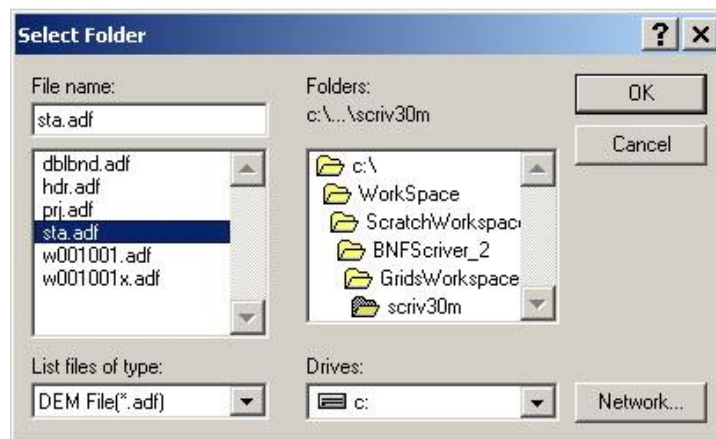 Select Folder
File name:
sta.adf
dblbnd.adf
hdr.adf
prj.adf
sta.adf
w001001.adf
w001001x.adf
List files of type:
DEM File(*.adf)
Folders:
c:\...\scriv30m
c:\
WorkSpace
ScratchWorkspac
BNFScriver_2
GridsWorkspace
scriv30m
Drives:
c:
OK
Cancel
Network...